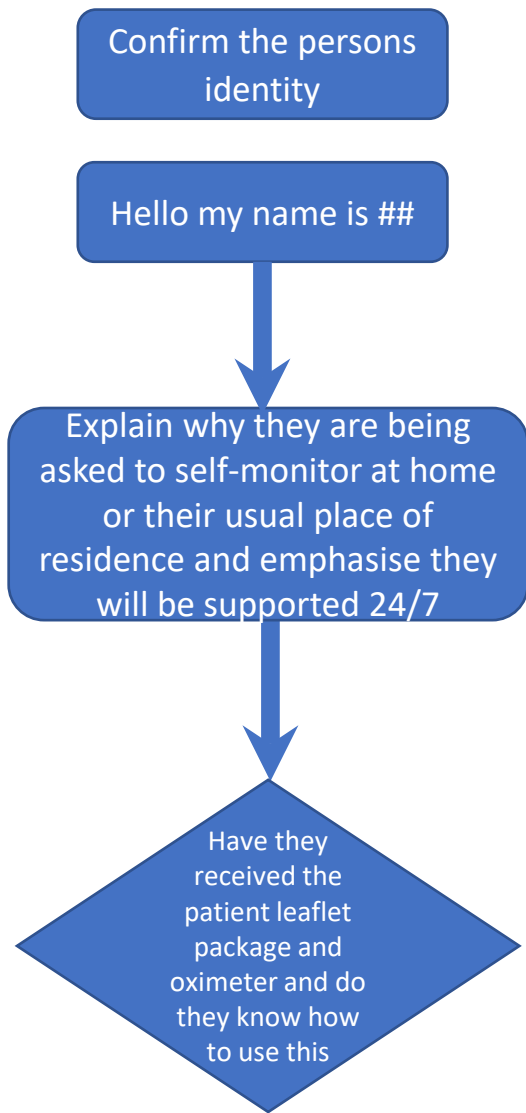 Confirm the persons
identity
Hello my name is ##
Explain why they are being
asked to self-monitor at home
or their usual place of
residence and emphasise they
will be supported 24/7
Have they
received the
patient leaflet
package and
oximeter and do
they know how
to use this